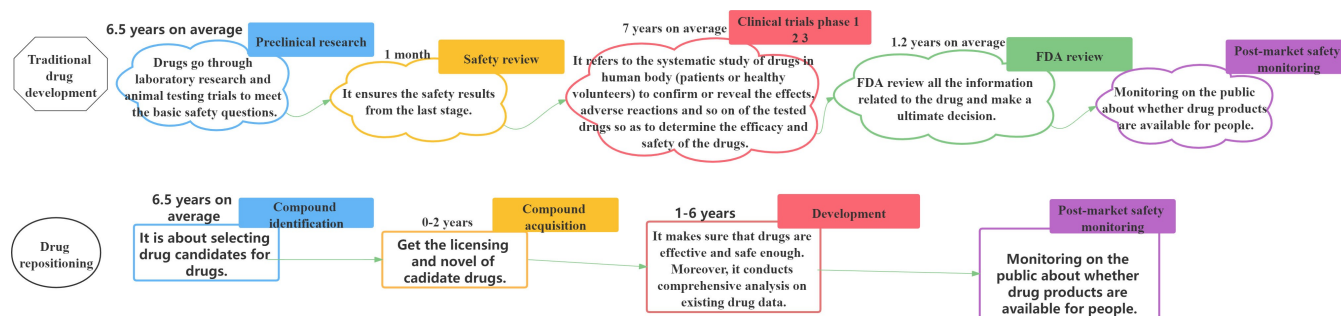 Traditional
drug
development
6.5 years on average
Preclinical research
Drugs go through
laboratory research and
animal testing trials to meet
the basic safety questions.
1 month
Safety review
It ensures the safety results
from the last stage.
7 years on average
Clinical trials phase 1
2 3
It refers to the systematic study of drugs in
human body (patients or healthy
volunteers) to confirm or reveal the effects,
adverse reactions and so on of the tested
drugs so as to determine the efficacy and
safety of the drugs.
1.2 years on average
FDA review
FDA review all the information
related to the drug and make a
ultimate decision.
Post-market safety
monitoring
Monitoring on the public
about whether drug products
are available for people.
Drug
repositioning
6.5 years on
average
Compound
identification
It is about selecting
drug candidates for
drugs.
0-2 years
Compound
acquisition
Get the licensing
and novel of
cadidate drugs.
1-6 years
Development
It makes sure that drugs are
effective and safe enough.
Moreover, it conducts
comprehensive analysis on
existing drug data.
Post-market safety
monitoring
Monitoring on the
public about whether
drug products are
available for people.